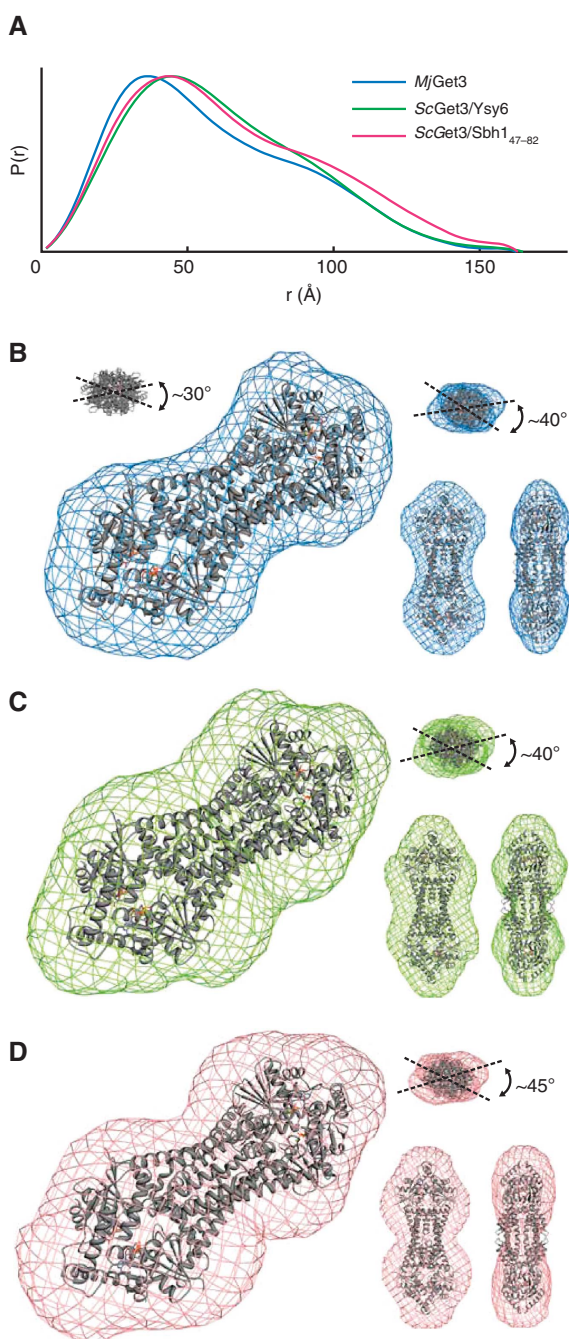 A
P(r)
MjGet3
ScGet3/Ysy6
ScGet3/Sbh1₄₇₋₈₂
0 50 100 150
r (Å)
B
~30°
~40°
C
~40°
D
~45°